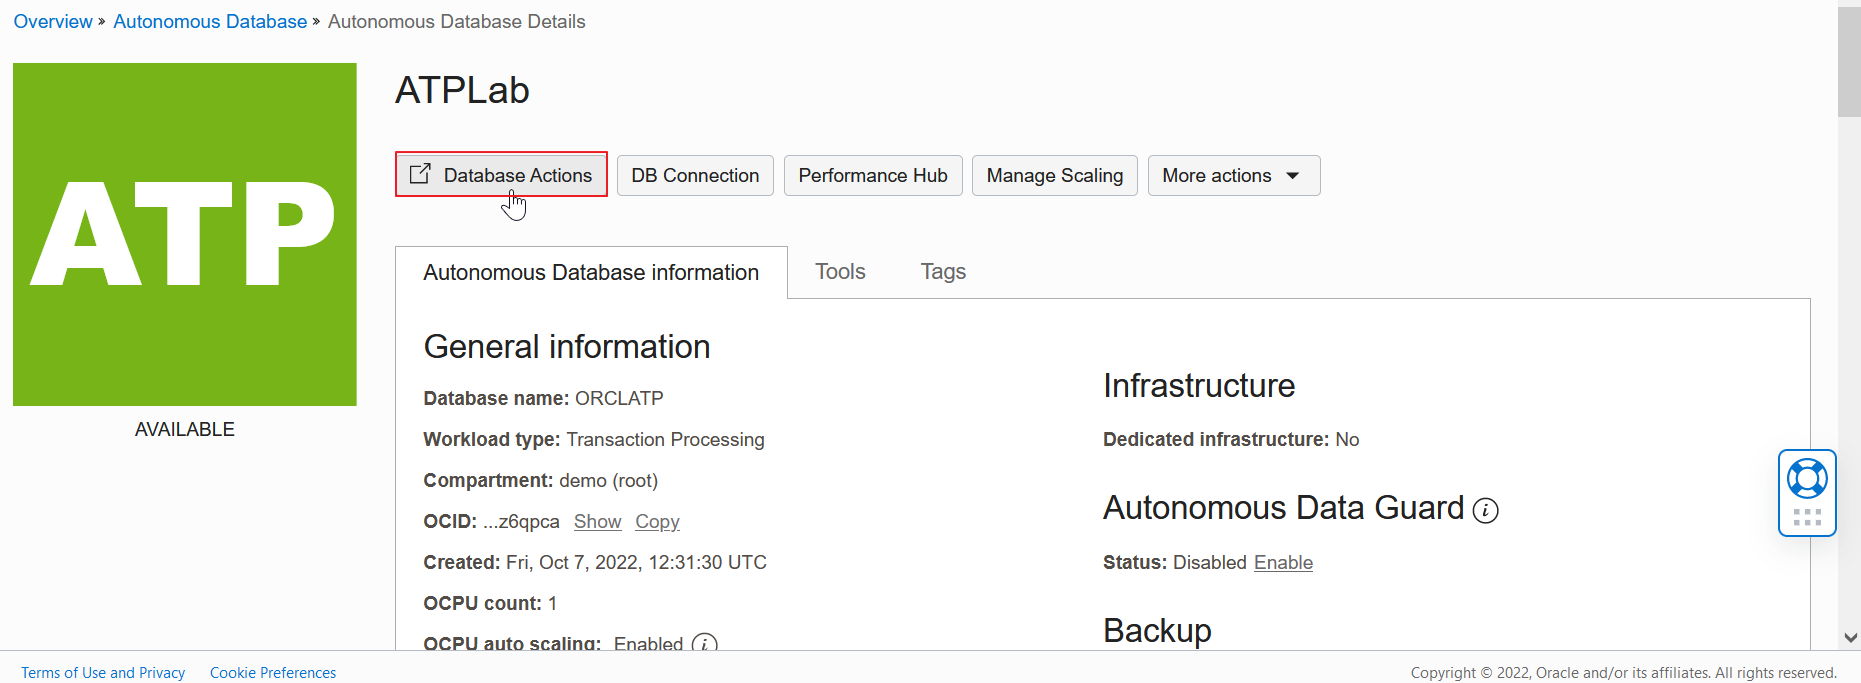 Overview » Autonomous Database » Autonomous Database Details
ATP
AVAILABLE
ATPLab
Database Actions
DB Connection
Performance Hub
Manage Scaling
More actions
Autonomous Database information
Tools
Tags
General information
Database name: ORCLATP
Workload type: Transaction Processing
Compartment: demo (root)
OCID: ...z6qpca Show Copy
Created: Fri, Oct 7, 2022, 12:31:30 UTC
OCPU count: 1
OCPU auto scaling: Enabled i
Infrastructure
Dedicated infrastructure: No
Autonomous Data Guard i
Status: Disabled Enable
Backup
Terms of Use and Privacy
Cookie Preferences
Copyright © 2022, Oracle and/or its affiliates. All rights reserved.